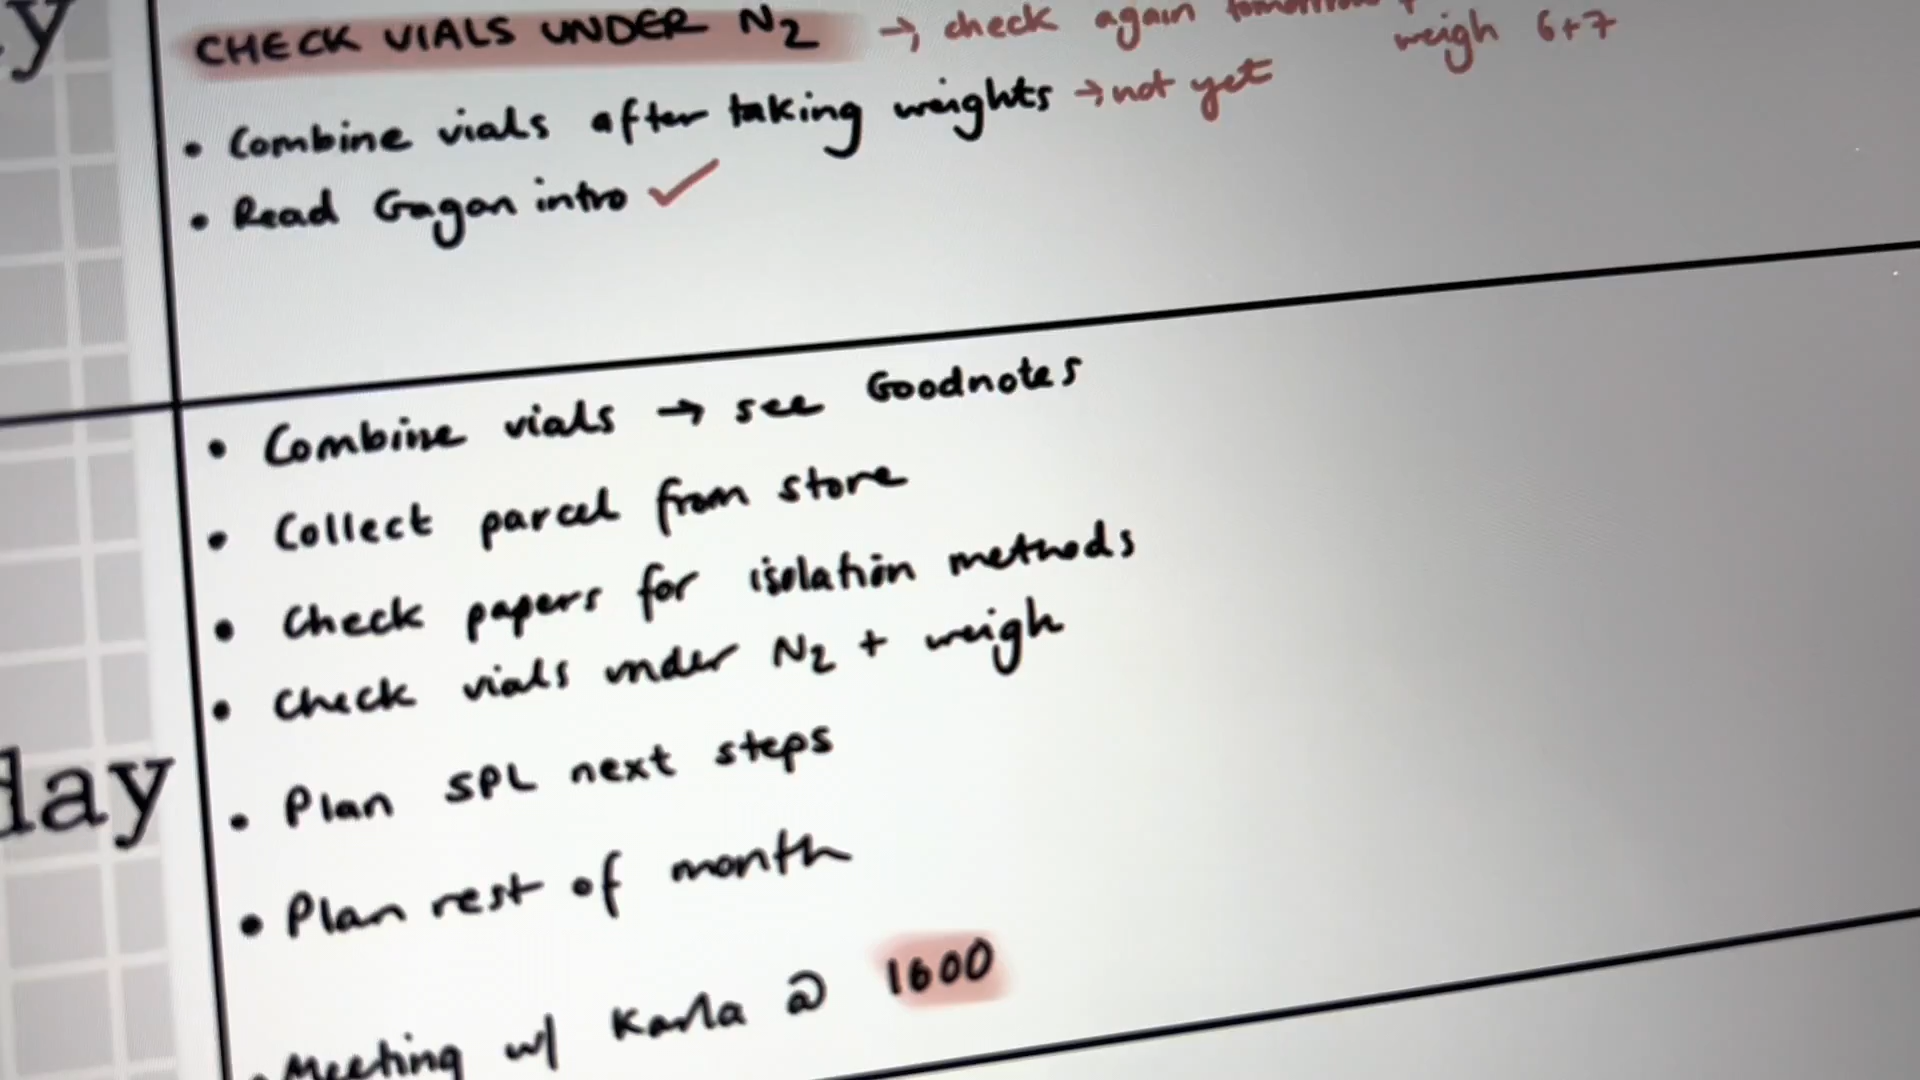 y
CHECK VIALS UNDER N2 → check again tomorrow +
weigh 6+7
• Combine vials after taking weights → not yet
• Read Gagan intro ✓
• Combine vials → see Goodnotes
• Collect parcel from store
• Check papers for isolation methods
• Check vials under N2 + weigh
day
• Plan SPL next steps
• Plan rest of month
• Meeting w/ Karla @ 1600